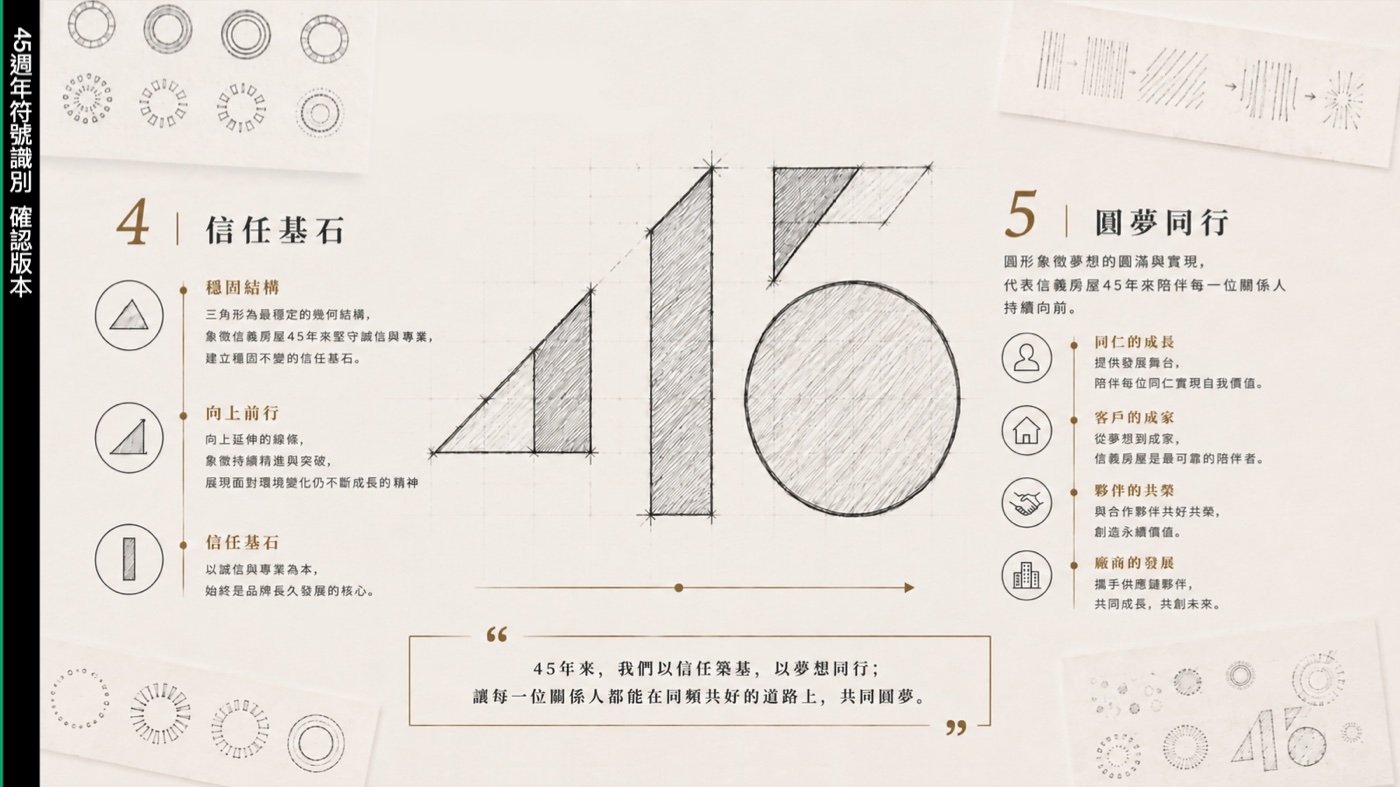 45週年符號識別 確認版本
4 | 信任基石
穩固結構
三角形為最穩定的幾何結構,
象徵信義房屋45年來堅守誠信與專業,
建立穩固不變的信任基石。
向上前行
向上延伸的線條,
象徵持續精進與突破,
展現面對環境變化仍不斷成長的精神
信任基石
以誠信與專業為本,
始終是品牌長久發展的核心。
45
5 | 圓夢同行
圓形象徵夢想的圓滿與實現,
代表信義房屋45年來陪伴每一位關係人
持續向前。
同仁的成長
提供發展舞台,
陪伴每位同仁實現自我價值。
客戶的成家
從夢想到成家,
信義房屋是最可靠的陪伴者。
夥伴的共榮
與合作夥伴共好共榮,
創造永續價值。
廠商的發展
攜手供應鏈夥伴,
共同成長, 共創未來。
“
45年來, 我們以信任築基, 以夢想同行;
讓每一位關係人都能在同頻共好的道路上, 共同圓夢。
”
45